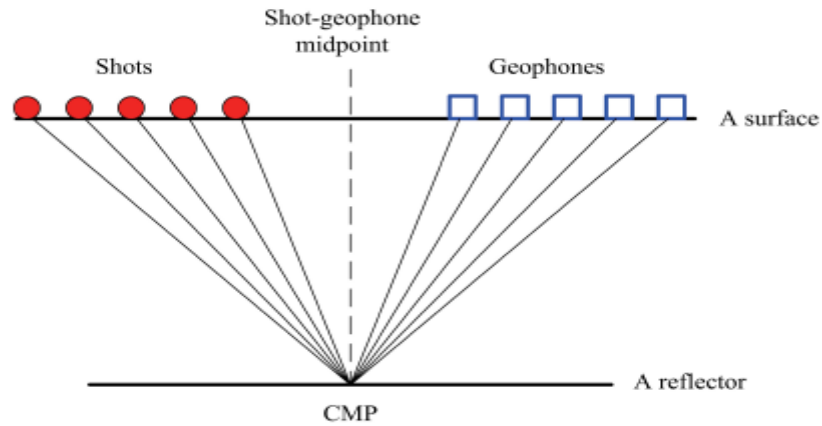 Shot-geophone
midpoint
Shots
Geophones
A surface
A reflector
CMP